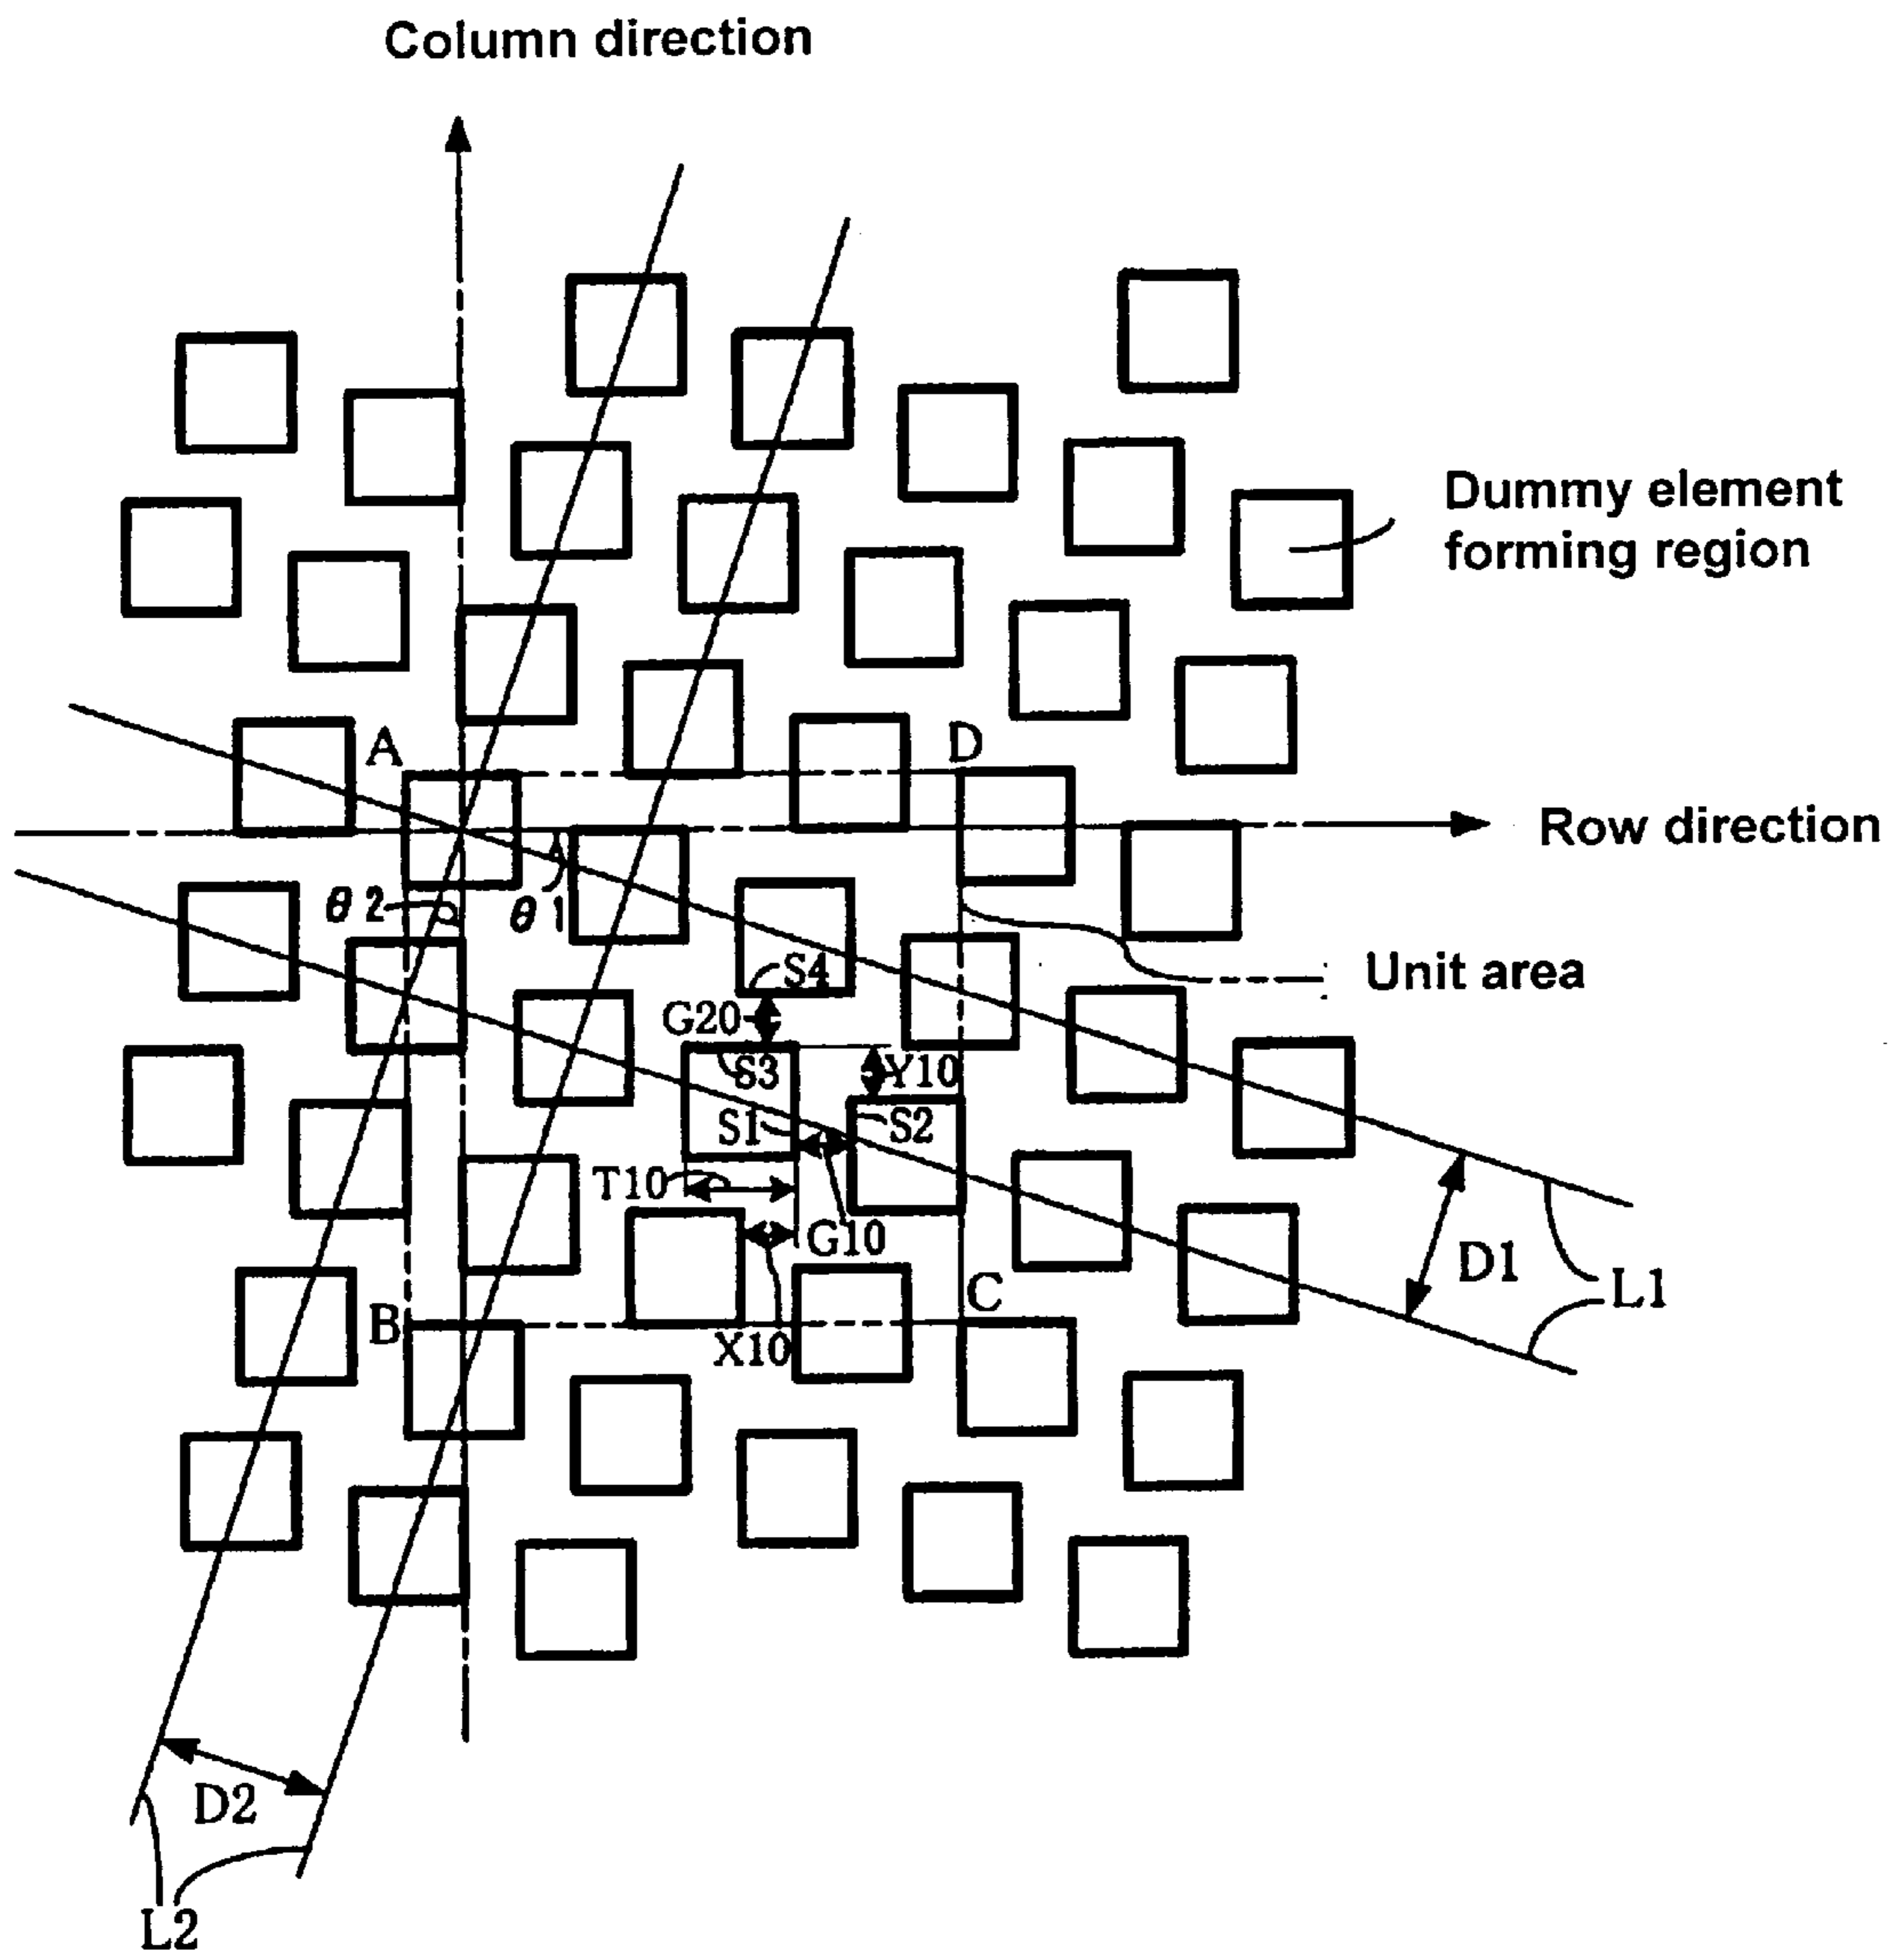 Column direction
Dummy element
forming region
A
D
Row direction
θ2
θ1
Unit area
S4
G20
S3
Y10
S1
S2
T10
G10
D1
L1
B
C
X10
D2
L2